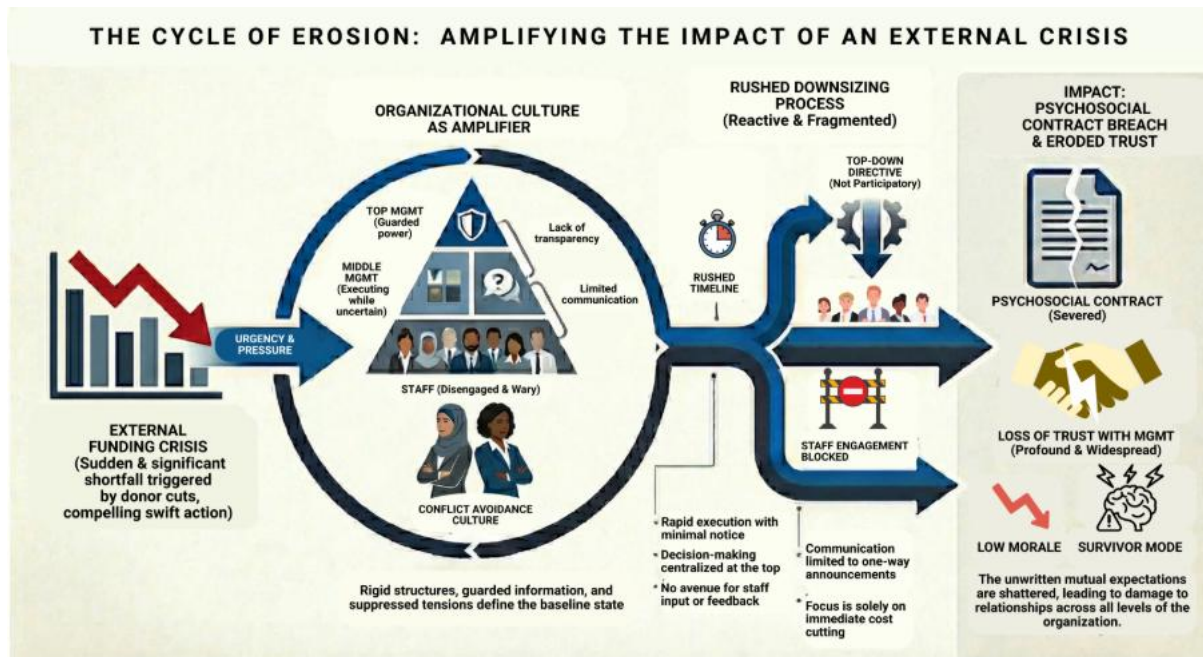 THE CYCLE OF EROSION: AMPLIFYING THE IMPACT OF AN EXTERNAL CRISIS
EXTERNAL
FUNDING CRISIS
(Sudden & significant
shortfall triggered
by donor cuts,
compelling swift action)
URGENCY &
PRESSURE
ORGANIZATIONAL CULTURE
AS AMPLIFIER
TOP MGMT
(Guarded
power)
Lack of
transparency
MIDDLE
MGMT
(Executing
while
uncertain)
?
Limited
communication
STAFF (Disengaged & Wary)
CONFLICT AVOIDANCE
CULTURE
Rigid structures, guarded information, and
suppressed tensions define the baseline state
RUSHED DOWNSIZING
PROCESS
(Reactive & Fragmented)
RUSHED
TIMELINE
TOP-DOWN
DIRECTIVE
(Not Participatory)
STAFF ENGAGEMENT
BLOCKED
• Rapid execution with
minimal notice
• Decision-making
centralized at the top
• No avenue for staff
input or feedback
• Communication
limited to one-way
announcements
• Focus is solely on
immediate cost
cutting
IMPACT:
PSYCHOSOCIAL
CONTRACT BREACH
& ERODED TRUST
PSYCHOSOCIAL CONTRACT
(Severed)
LOSS OF TRUST WITH MGMT
(Profound & Widespread)
LOW MORALE
SURVIVOR MODE
The unwritten mutual expectations
are shattered, leading to damage to
relationships across all levels of the
organization.